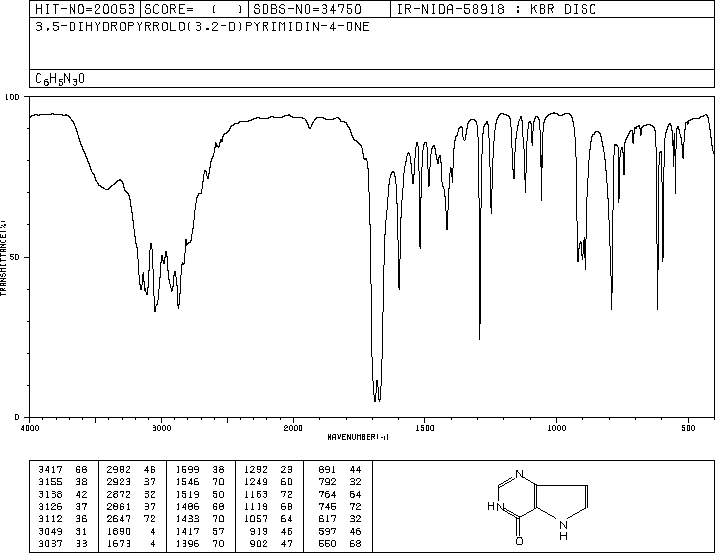 HIT-NO=20053 SCORE= ( ) SDBS-NO=34750 IR-NIDA-58918 : KBR DISC
3,5-DIHYDROPYRROLO(3,2-D)PYRIMIDIN-4-ONE
C6H5N3O
100
50
0
TRANSMITTANCE(%)
4000 3000 2000 1500 1000 500
WAVENUMBER(-1)
3417 68 2982 46 1599 38 1292 23 891 44
3155 38 2923 37 1546 70 1249 60 792 32
3138 42 2872 32 1519 50 1163 72 764 64
3126 37 2861 37 1486 68 1119 68 745 72
3112 36 2647 72 1433 70 1057 64 617 32
3049 31 1690 4 1417 57 919 46 597 46
3037 33 1673 4 1396 70 902 47 550 68
N
HN
N
H
O